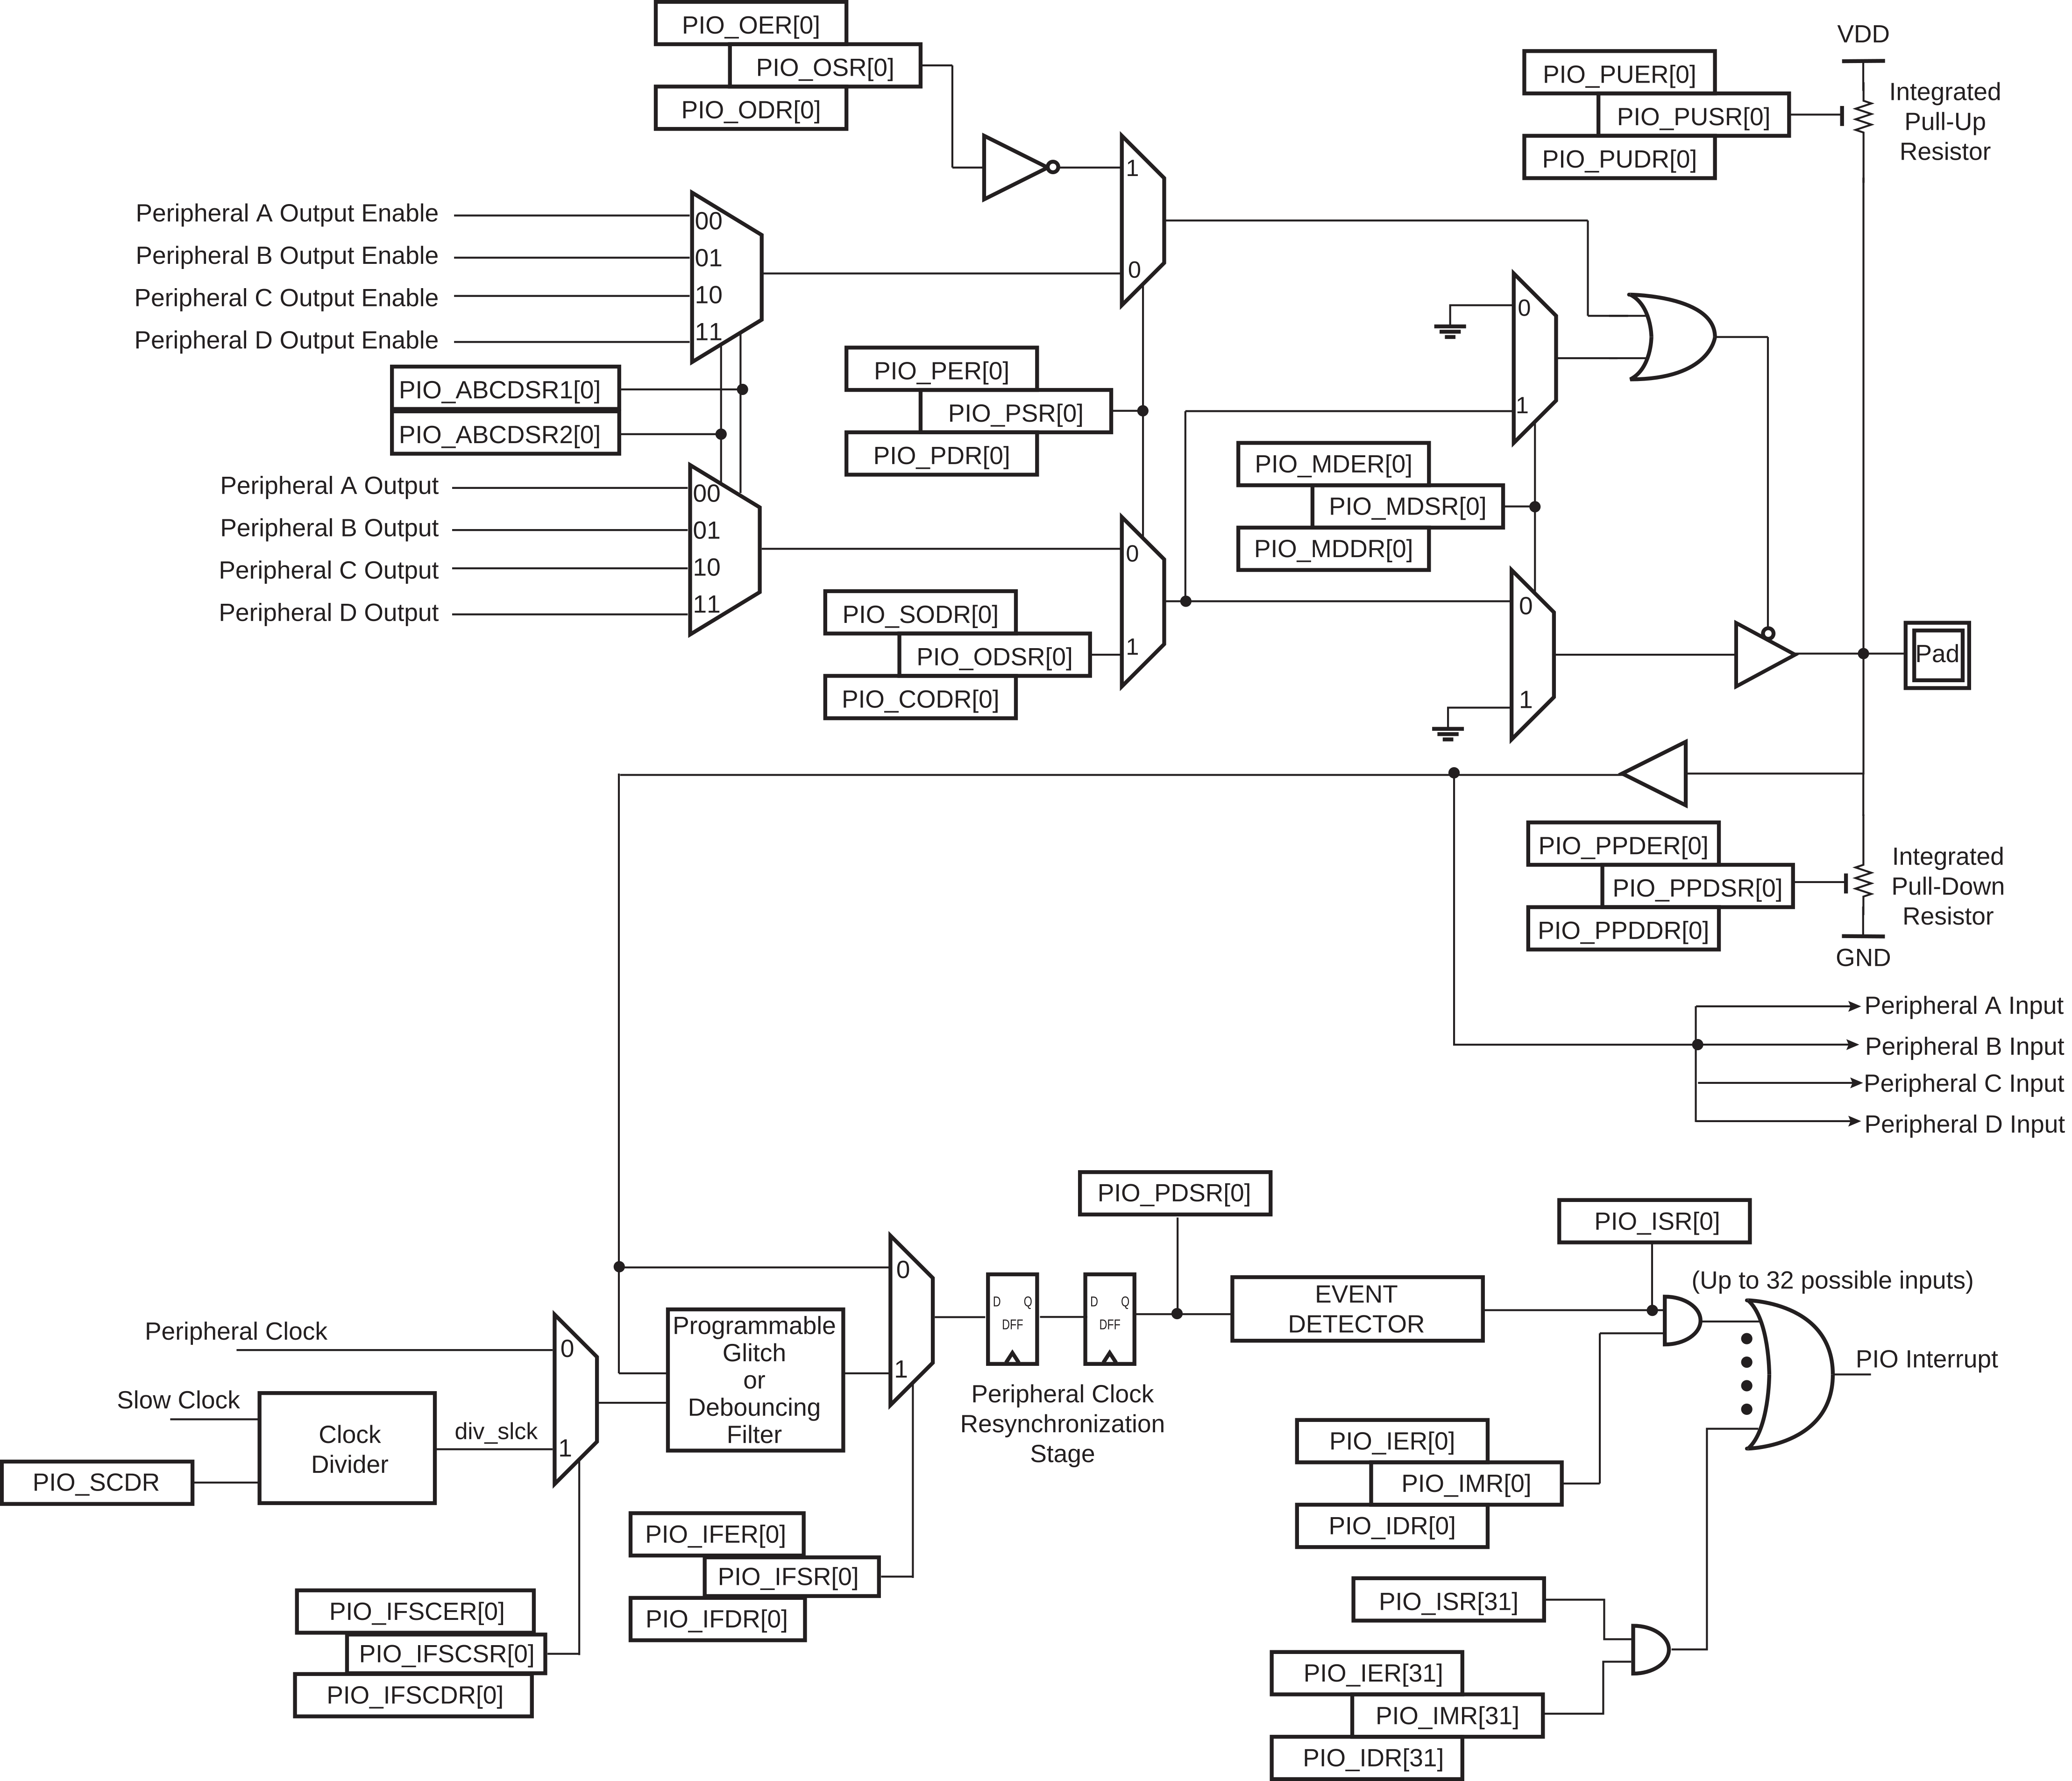 PIO_OER[0]
PIO_OSR[0]
PIO_ODR[0]
VDD
PIO_PUER[0]
PIO_PUSR[0]
PIO_PUDR[0]
Integrated
Pull-Up
Resistor
1
0
Peripheral A Output Enable
Peripheral B Output Enable
Peripheral C Output Enable
Peripheral D Output Enable
00
01
10
11
PIO_ABCDSR1[0]
PIO_ABCDSR2[0]
PIO_PER[0]
PIO_PSR[0]
PIO_PDR[0]
0
1
PIO_MDER[0]
PIO_MDSR[0]
PIO_MDDR[0]
Peripheral A Output
Peripheral B Output
Peripheral C Output
Peripheral D Output
00
01
10
11
0
1
PIO_SODR[0]
PIO_ODSR[0]
PIO_CODR[0]
0
1
Pad
PIO_PPDER[0]
PIO_PPDSR[0]
PIO_PPDDR[0]
Integrated
Pull-Down
Resistor
GND
Peripheral A Input
Peripheral B Input
Peripheral C Input
Peripheral D Input
PIO_PDSR[0]
PIO_ISR[0]
(Up to 32 possible inputs)
0
1
D Q
DFF
D Q
DFF
EVENT
DETECTOR
Peripheral Clock
Resynchronization
Stage
PIO Interrupt
Peripheral Clock
Slow Clock
PIO_SCDR
Clock
Divider
div_slck
0
1
Programmable
Glitch
or
Debouncing
Filter
PIO_IER[0]
PIO_IMR[0]
PIO_IDR[0]
PIO_IFER[0]
PIO_IFSR[0]
PIO_IFDR[0]
PIO_IFSCER[0]
PIO_IFSCSR[0]
PIO_IFSCDR[0]
PIO_ISR[31]
PIO_IER[31]
PIO_IMR[31]
PIO_IDR[31]